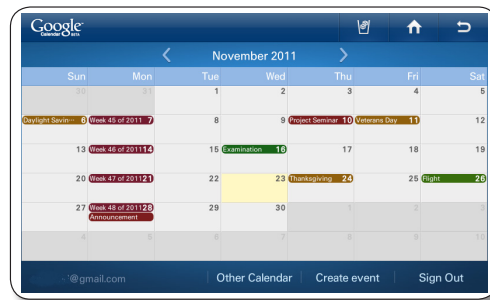 Google
Calendar BETA
November 2011
Sun Mon Tue Wed Thu Fri Sat
30 31 1 2 3 4 5
Daylight Savin··· 6 Week 45 of 2011 7 8 9 Project Seminar 10 Veterans Day 11 12
13 Week 46 of 2011 14 15 Examination 16 17 18 19
20 Week 47 of 2011 21 22 23 Thanksgiving 24 25 Flight 26
27 Week 48 of 2011 28 29 30 1 2 3
Announcement
4 5 6 7 8 9 10
@gmail.com Other Calendar Create event Sign Out